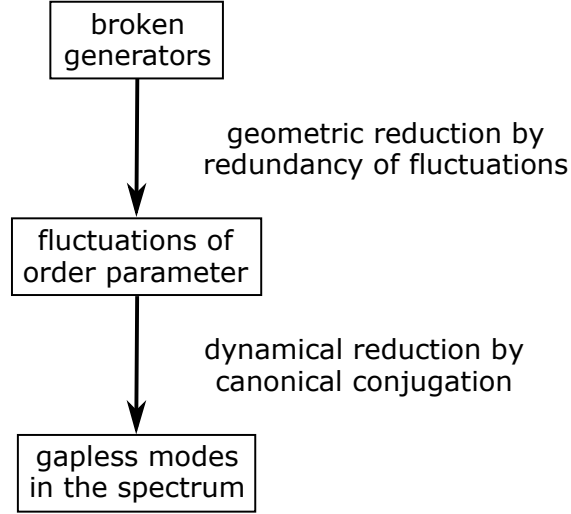 broken
generators
geometric reduction by
redundancy of fluctuations
fluctuations of
order parameter
dynamical reduction by
canonical conjugation
gapless modes
in the spectrum